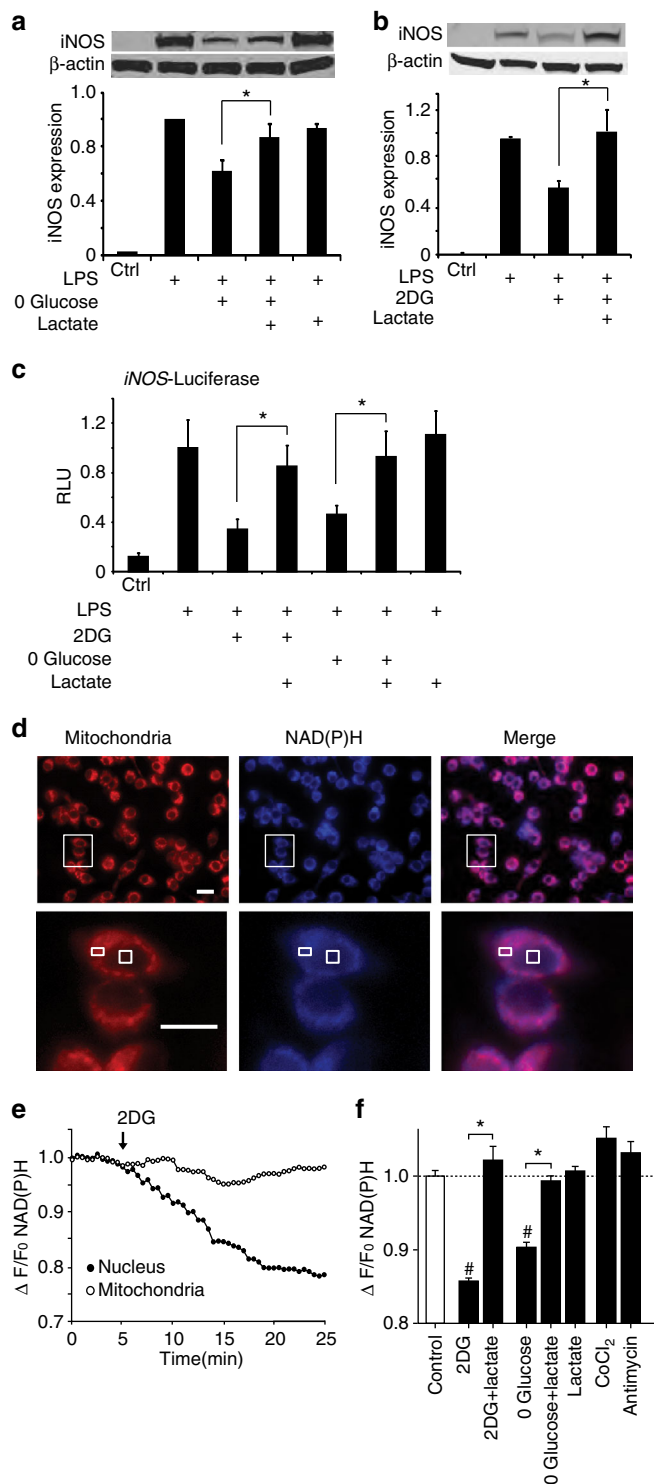 a
iNOS
β-actin
iNOS expression
1.0
0.8
0.4
0
Ctrl
LPS + + + +
0 Glucose + +
Lactate + +
*
b
iNOS
β-actin
iNOS expression
1.2
0.8
0.4
0
Ctrl
LPS + + +
2DG + +
Lactate +
*
c
iNOS-Luciferase
RLU
1.2
0.8
0.4
0
* *
Ctrl
LPS + + + + + +
2DG + +
0 Glucose + +
Lactate + + +
d
Mitochondria NAD(P)H Merge
e
2DG
Δ F/F0 NAD(P)H
1.0
0.9
0.8
0.7
Nucleus
Mitochondria
0 5 10 15 20 25
Time(min)
f
Δ F/F0 NAD(P)H
1.0
0.9
0.8
* *
# #
Control
2DG
2DG+lactate
0 Glucose
0 Glucose+lactate
Lactate
CoCl2
Antimycin